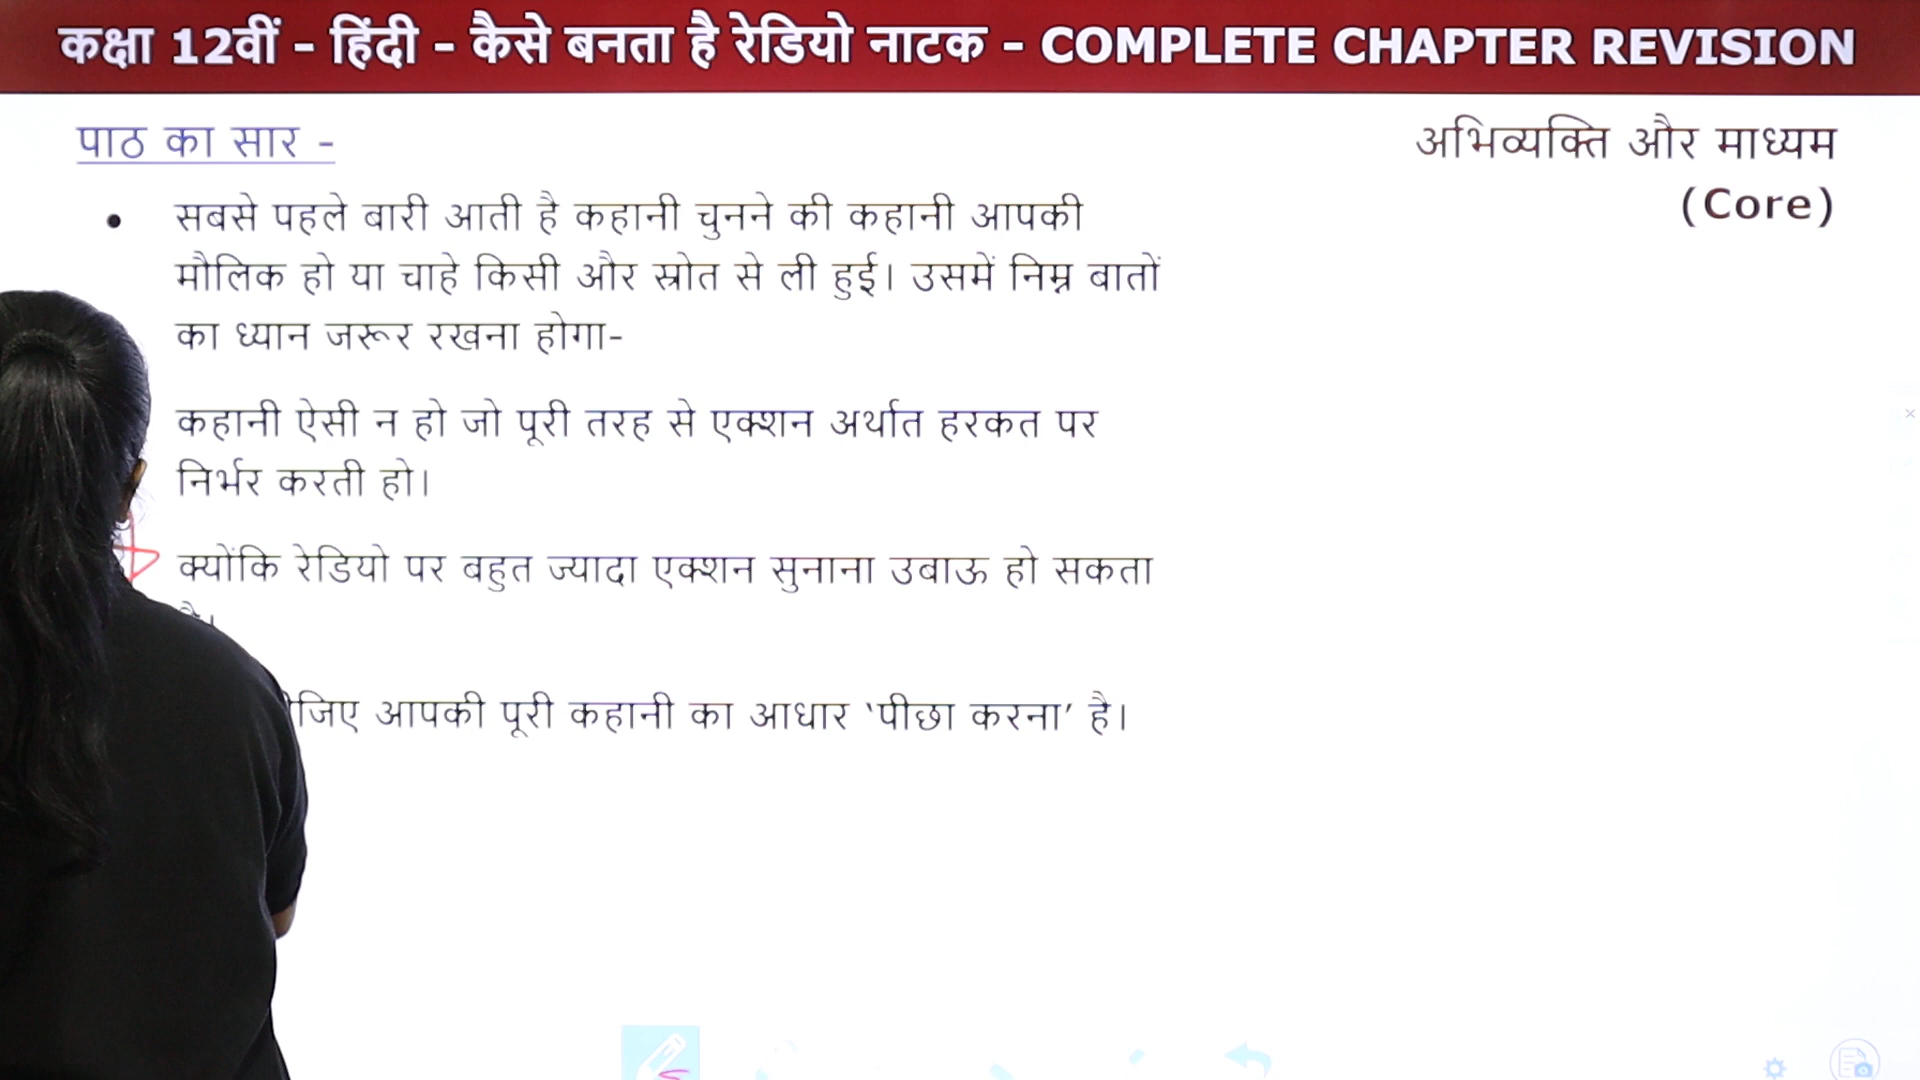 कक्षा 12वीं - हिंदी - कैसे बनता है रेडियो नाटक - COMPLETE CHAPTER REVISION
पाठ का सार -
अभिव्यक्ति और माध्यम
(Core)
• सबसे पहले बारी आती है कहानी चुनने की कहानी आपकी
मौलिक हो या चाहे किसी और स्रोत से ली हुई। उसमें निम्न बातों
का ध्यान जरूर रखना होगा-
कहानी ऐसी न हो जो पूरी तरह से एक्शन अर्थात हरकत पर
निर्भर करती हो।
क्योंकि रेडियो पर बहुत ज्यादा एक्शन सुनाना उबाऊ हो सकता
आपकी पूरी कहानी का आधार ‘पीछा करना’ है।